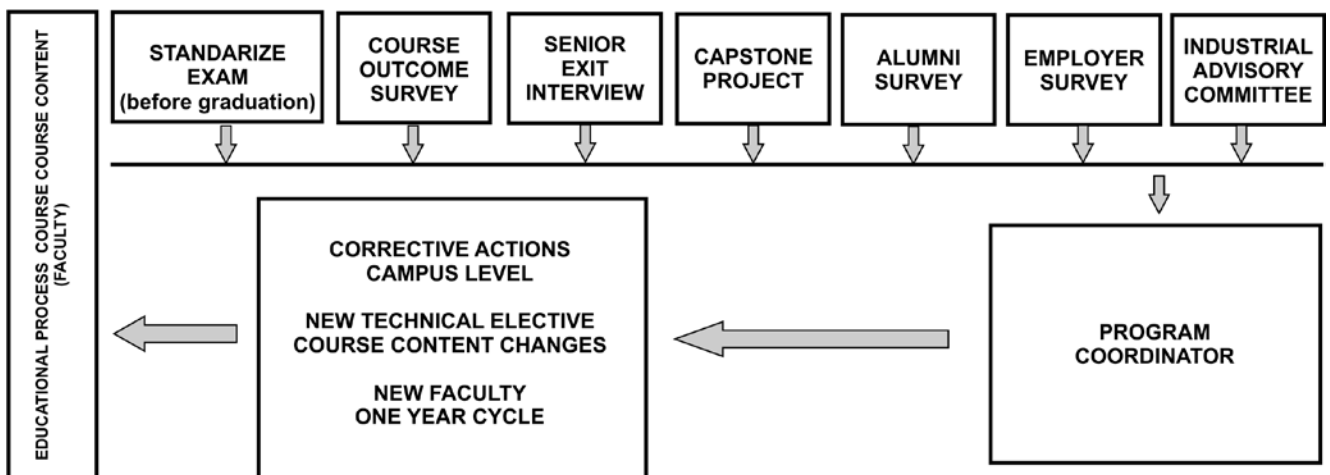 EDUCATIONAL PROCESS COURSE COURSE CONTENT
(FACULTY)
STANDARIZE
EXAM
(before graduation)
COURSE
OUTCOME
SURVEY
SENIOR
EXIT
INTERVIEW
CAPSTONE
PROJECT
ALUMNI
SURVEY
EMPLOYER
SURVEY
INDUSTRIAL
ADVISORY
COMMITTEE
CORRECTIVE ACTIONS
CAMPUS LEVEL
NEW TECHNICAL ELECTIVE
COURSE CONTENT CHANGES
NEW FACULTY
ONE YEAR CYCLE
PROGRAM
COORDINATOR